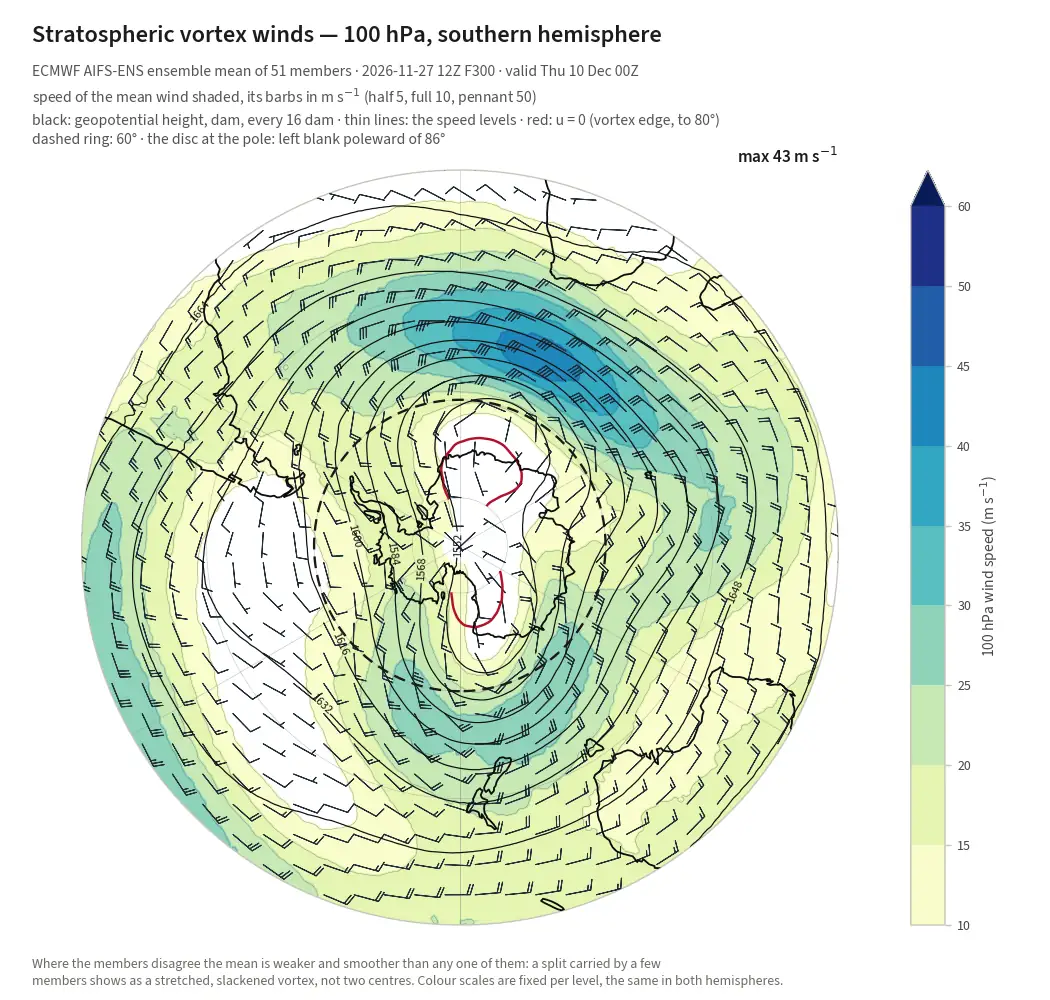 Stratospheric vortex winds — 100 hPa, southern hemisphere
ECMWF AIFS-ENS ensemble mean of 51 members · 2026-11-27 12Z F300 · valid Thu 10 Dec 00Z
speed of the mean wind shaded, its barbs in m s⁻¹ (half 5, full 10, pennant 50)
black: geopotential height, dam, every 16 dam · thin lines: the speed levels · red: u = 0 (vortex edge, to 80°)
dashed ring: 60° · the disc at the pole: left blank poleward of 86°
max 43 m s⁻¹
60
50
45
40
35
30
25
20
15
10
100 hPa wind speed (m s⁻¹)
1664
1600
1584
1568
1552
1648
1616
1632
Where the members disagree the mean is weaker and smoother than any one of them: a split carried by a few
members shows as a stretched, slackened vortex, not two centres. Colour scales are fixed per level, the same in both hemispheres.